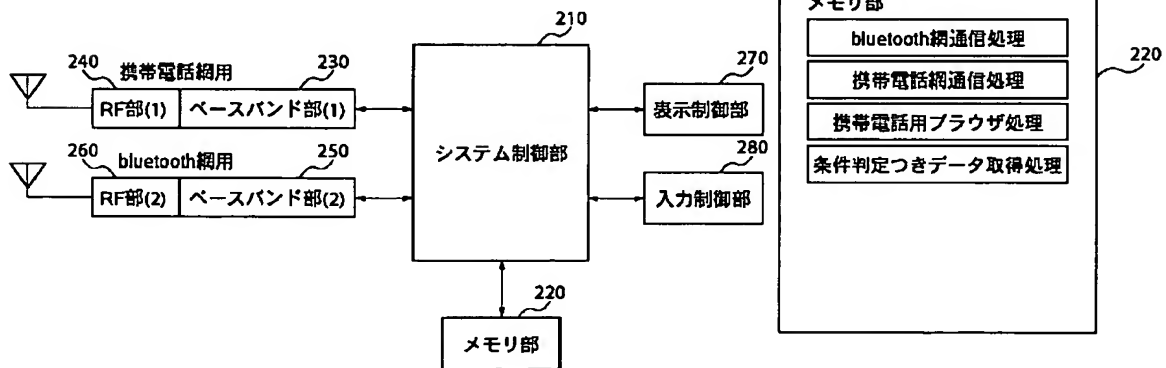 210
240
携帯電話網用
230
RF部(1)
ベースバンド部(1)
260
bluetooth網用
250
RF部(2)
ベースバンド部(2)
システム制御部
270
表示制御部
280
入力制御部
220
メモリ部
メモリ部
bluetooth網通信処理
携帯電話網通信処理
携帯電話用ブラウザ処理
条件判定つきデータ取得処理
220